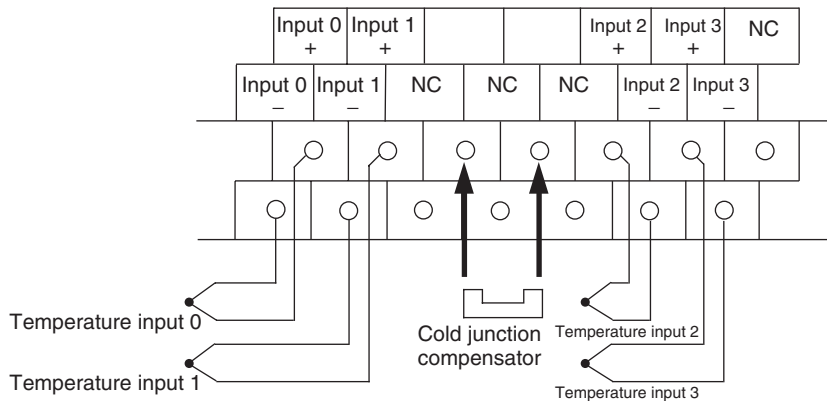 Input 0 Input 1 Input 2 Input 3 NC
+ + + +
Input 0 Input 1 NC NC NC Input 2 Input 3
– – – –
Temperature input 0
Cold junction
compensator
Temperature input 2
Temperature input 1
Temperature input 3